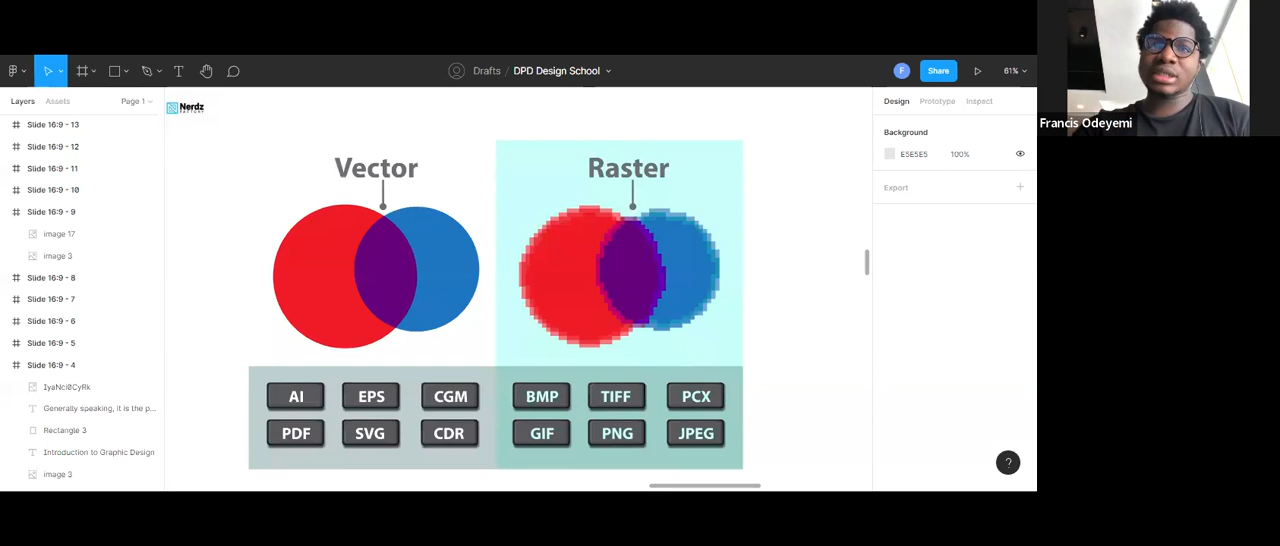 Drafts / DPD Design School
F
Share
61%
Layers
Assets
Page 1
Slide 16:9 - 13
Slide 16:9 - 12
Slide 16:9 - 11
Slide 16:9 - 10
Slide 16:9 - 9
image 17
image 3
Slide 16:9 - 8
Slide 16:9 - 7
Slide 16:9 - 6
Slide 16:9 - 5
Slide 16:9 - 4
IyaNci0CyRk
Generally speaking, it is the p...
Rectangle 3
Introduction to Graphic Design
image 3
Nerdz
FACTORY
Vector
Raster
AI
EPS
CGM
BMP
TIFF
PCX
PDF
SVG
CDR
GIF
PNG
JPEG
Design
Prototype
Inspect
Background
E5E5E5
100%
Export
?
Francis Odeyemi